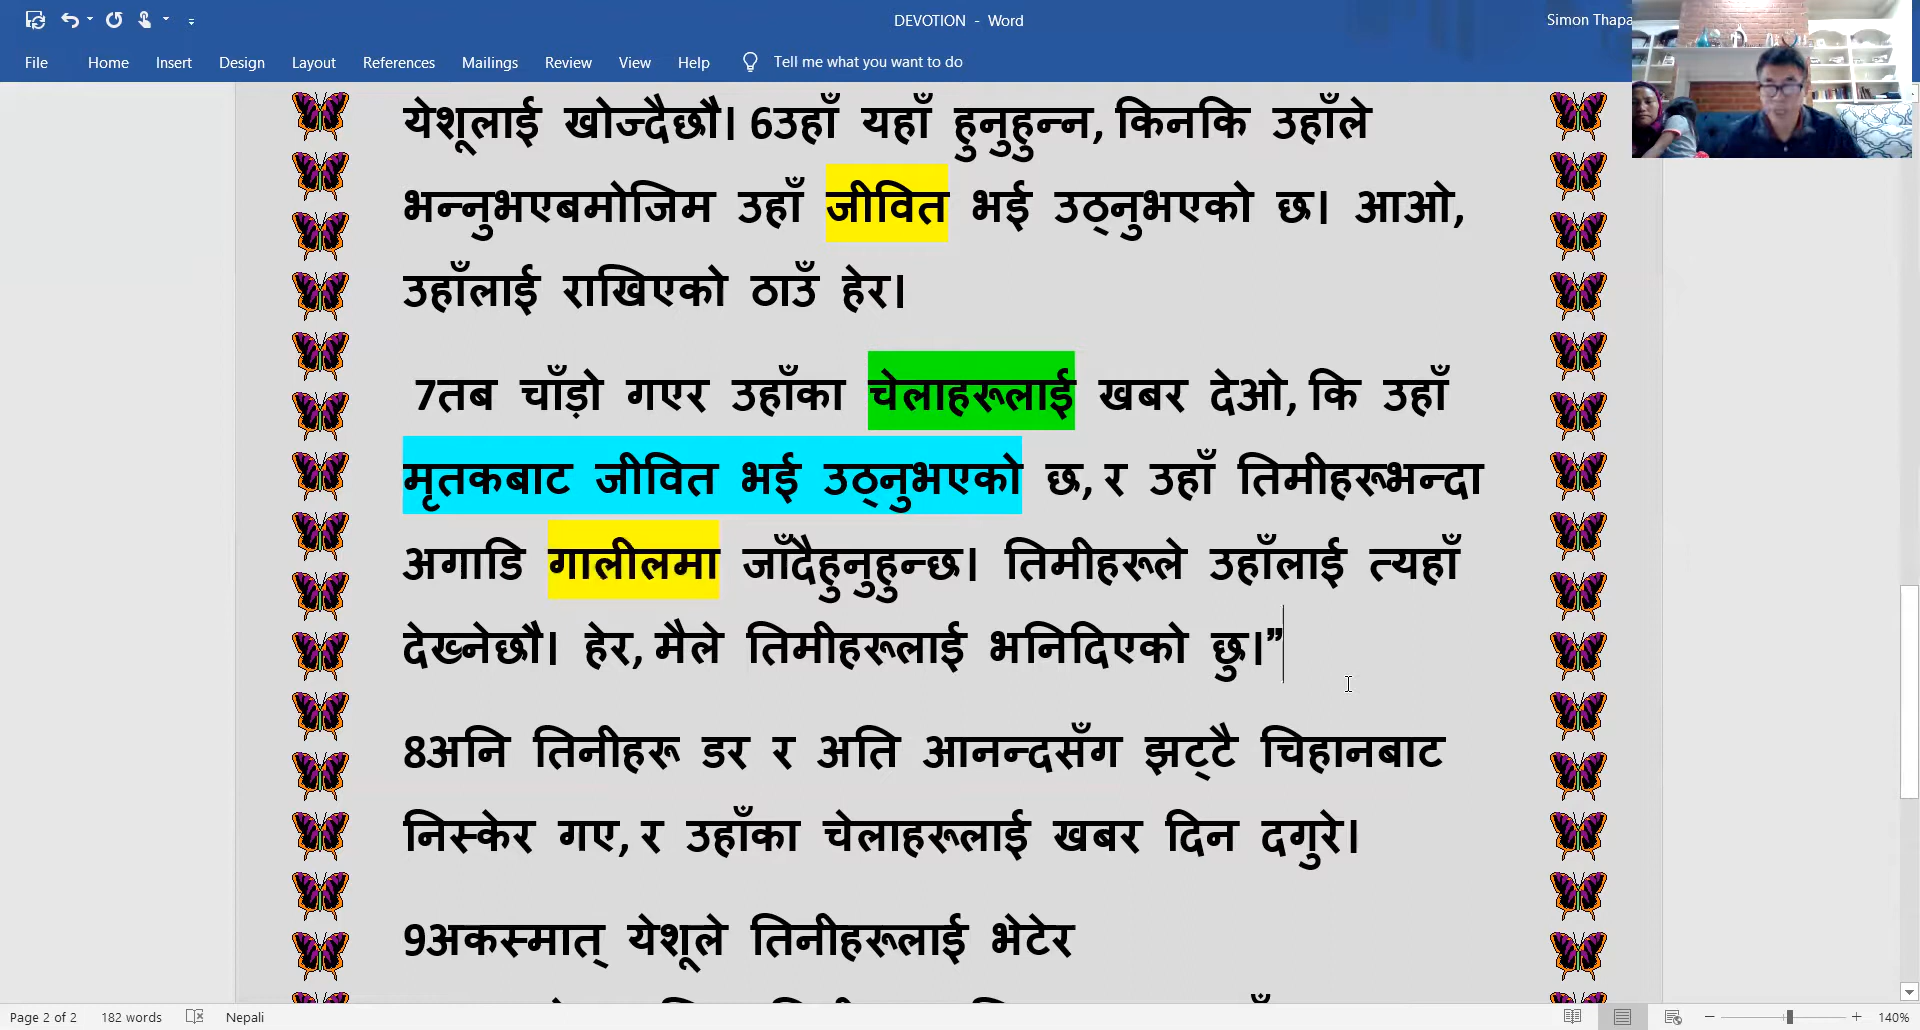 DEVOTION - Word
Simon Thapa
File Home Insert Design Layout References Mailings Review View Help Tell me what you want to do
येशूलाई खोज्दैछौ। 6उहाँ यहाँ हुनुहुन्न, किनकि उहाँले
भन्नुभएबमोजिम उहाँ जीवित भई उठ्नुभएको छ। आओ,
उहाँलाई राखिएको ठाउँ हेर।
7तब चाँड़ो गएर उहाँका चेलाहरूलाई खबर देओ, कि उहाँ
मृतकबाट जीवित भई उठ्नुभएको छ, र उहाँ तिमीहरूभन्दा
अगाडि गालीलमा जाँदैहुनुहुन्छ। तिमीहरूले उहाँलाई त्यहाँ
देख्नेछौ। हेर, मैले तिमीहरूलाई भनिदिएको छु।”
8अनि तिनीहरू डर र अति आनन्दसँग झट्टै चिहानबाट
निस्केर गए, र उहाँका चेलाहरूलाई खबर दिन दगुरे।
9अकस्मात् येशूले तिनीहरूलाई भेटेर
Page 2 of 2 182 words Nepali 140%